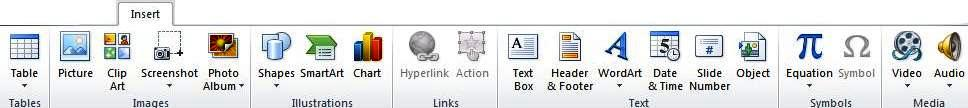 Insert
Table Picture Clip Art Screenshot Photo Album Shapes SmartArt Chart Hyperlink Action Text Box Header & Footer WordArt Date & Time Slide Number Object Equation Symbol Video Audio
Tables Images Illustrations Links Text Symbols Media